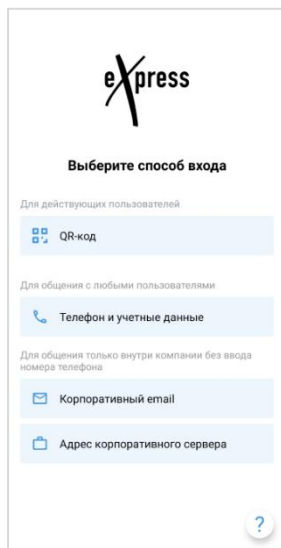 eXpress
Выберите способ входа
Для действующих пользователей
QR-код
Для общения с любыми пользователями
Телефон и учетные данные
Для общения только внутри компании без ввода
номера телефона
Корпоративный email
Адрес корпоративного сервера
?